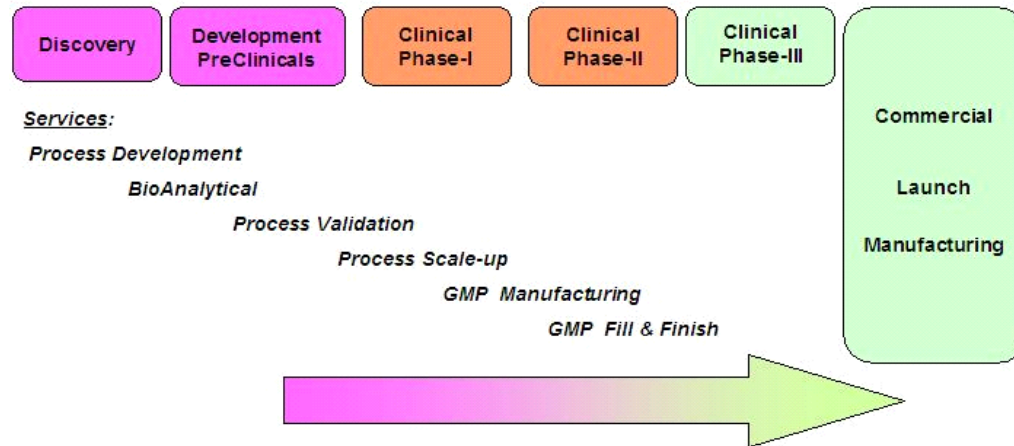 Discovery
Development
PreClinicals
Clinical
Phase-I
Clinical
Phase-II
Clinical
Phase-III
Commercial
Launch
Manufacturing
Services:
Process Development
BioAnalytical
Process Validation
Process Scale-up
GMP Manufacturing
GMP Fill & Finish